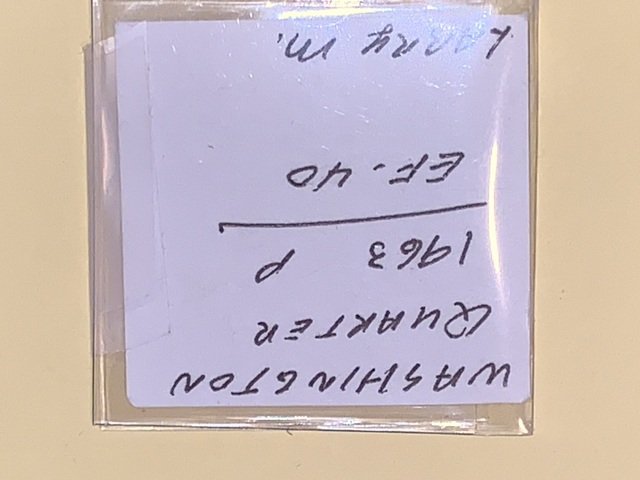 WASHINGTON
QUARTER
1963 P
EF. 40
LARRY M.